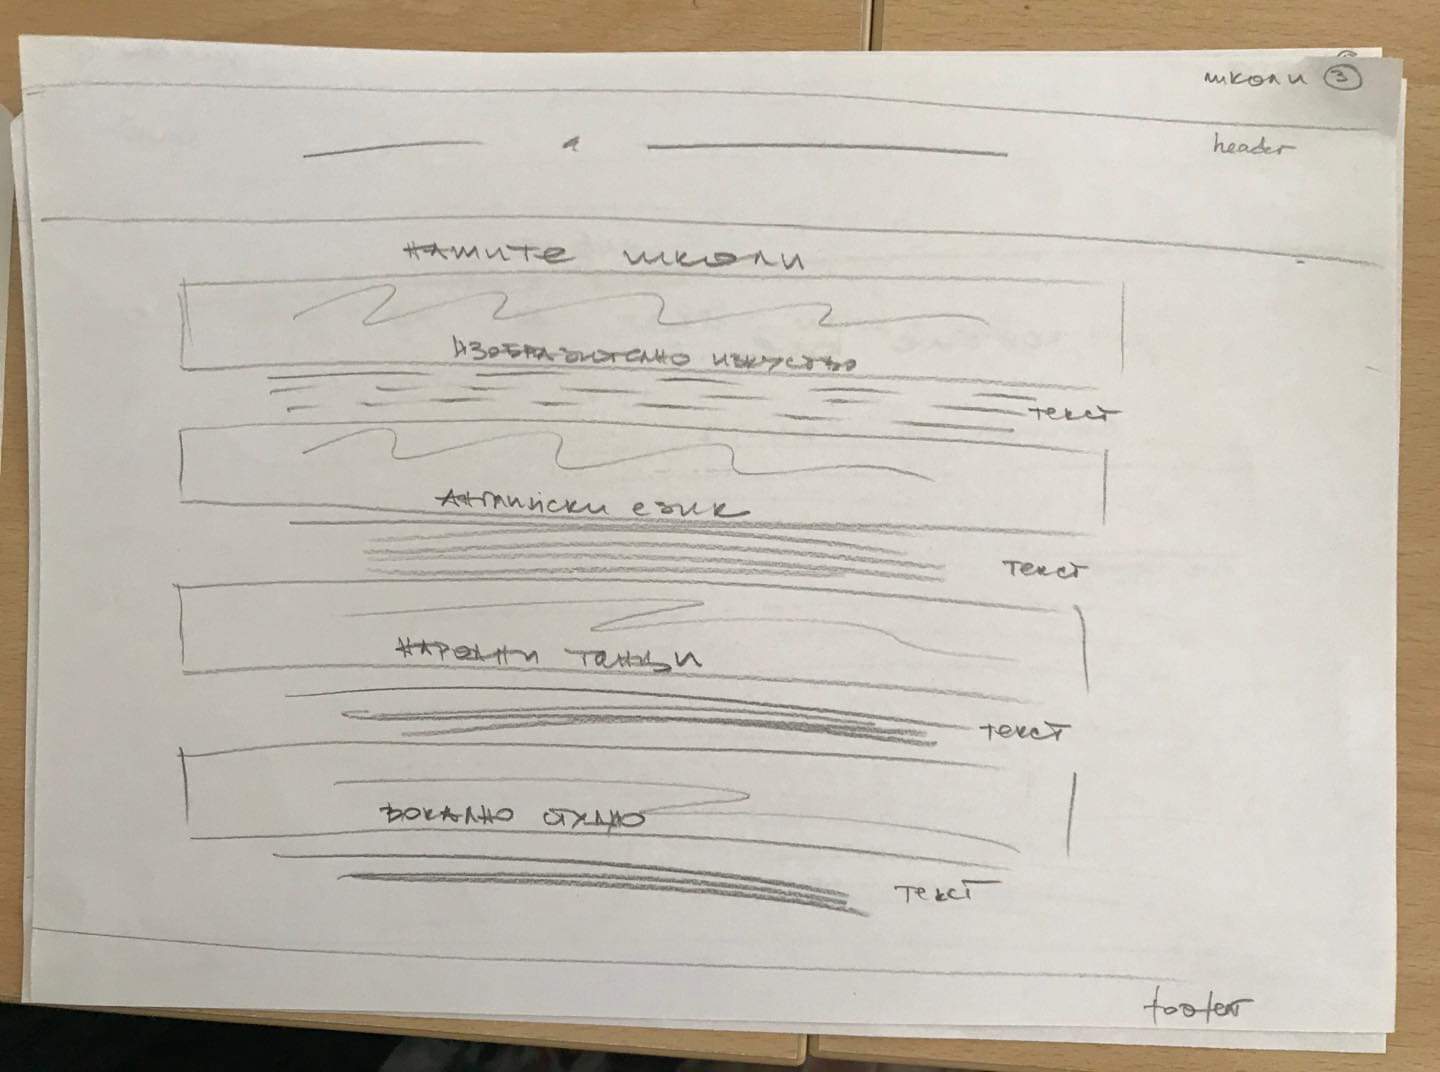 школи 3
header
НАШИТЕ ШКОЛИ
ИЗОБРАЗИТЕЛНО ИЗКУСТВО
текст
Английски език
текст
НАРОДНИ ТАНЦИ
текст
ВОКАЛНО СТУДИО
текст
footer